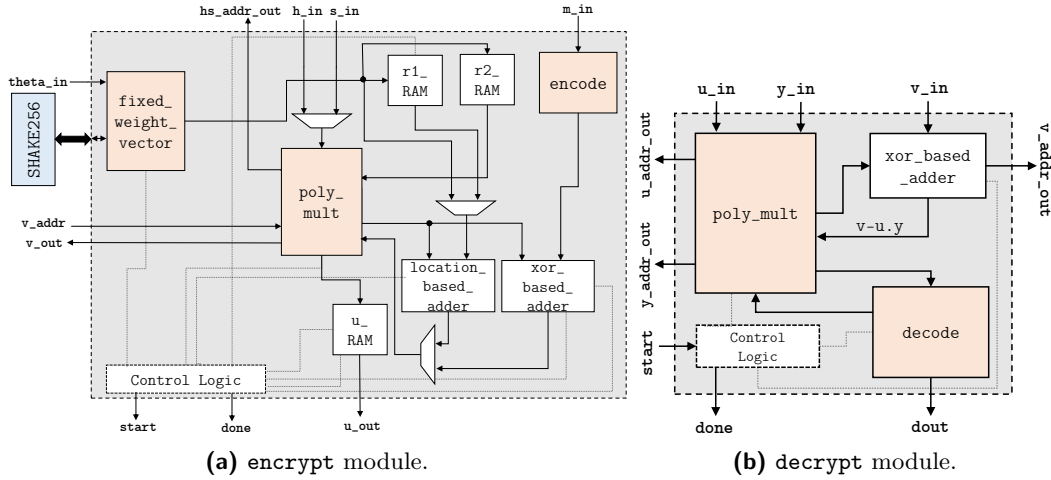 hs_addr_out
h_in
s_in
m_in
theta_in
SHAKE256
fixed_
weight_
vector
r1_
RAM
r2_
RAM
encode
poly_
mult
v_addr
v_out
location_
based_
adder
xor_
based_
adder
u_
RAM
Control Logic
start
done
u_out
(a) encrypt module.
u_in
y_in
v_in
u_addr_out
y_addr_out
v_addr_out
poly_mult
xor_based
_adder
v-u.y
decode
Control
Logic
start
done
dout
(b) decrypt module.